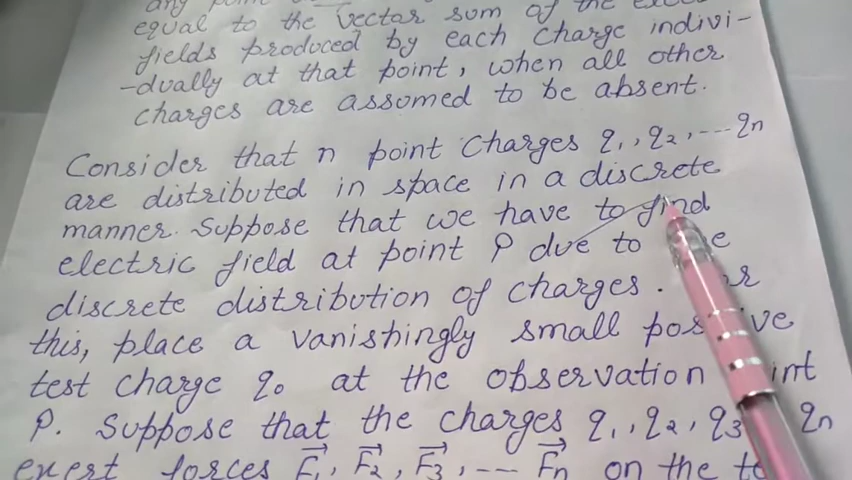 any point
equal to the vector sum of the
fields produced by each charge indivi-
-dually at that point, when all other
charges are assumed to be absent.
Consider that n point charges q₁, q₂, ---- qn
are distributed in space in a discrete
manner. Suppose that we have to find
electric field at point P due to
discrete distribution of charges.
this, place a vanishingly small
test charge q₀ at the observation
P. Suppose that the charges q₁, q₂, q₃ qn
exert forces F₁⃗, F₂⃗, F₃⃗, ---- Fn⃗ on the